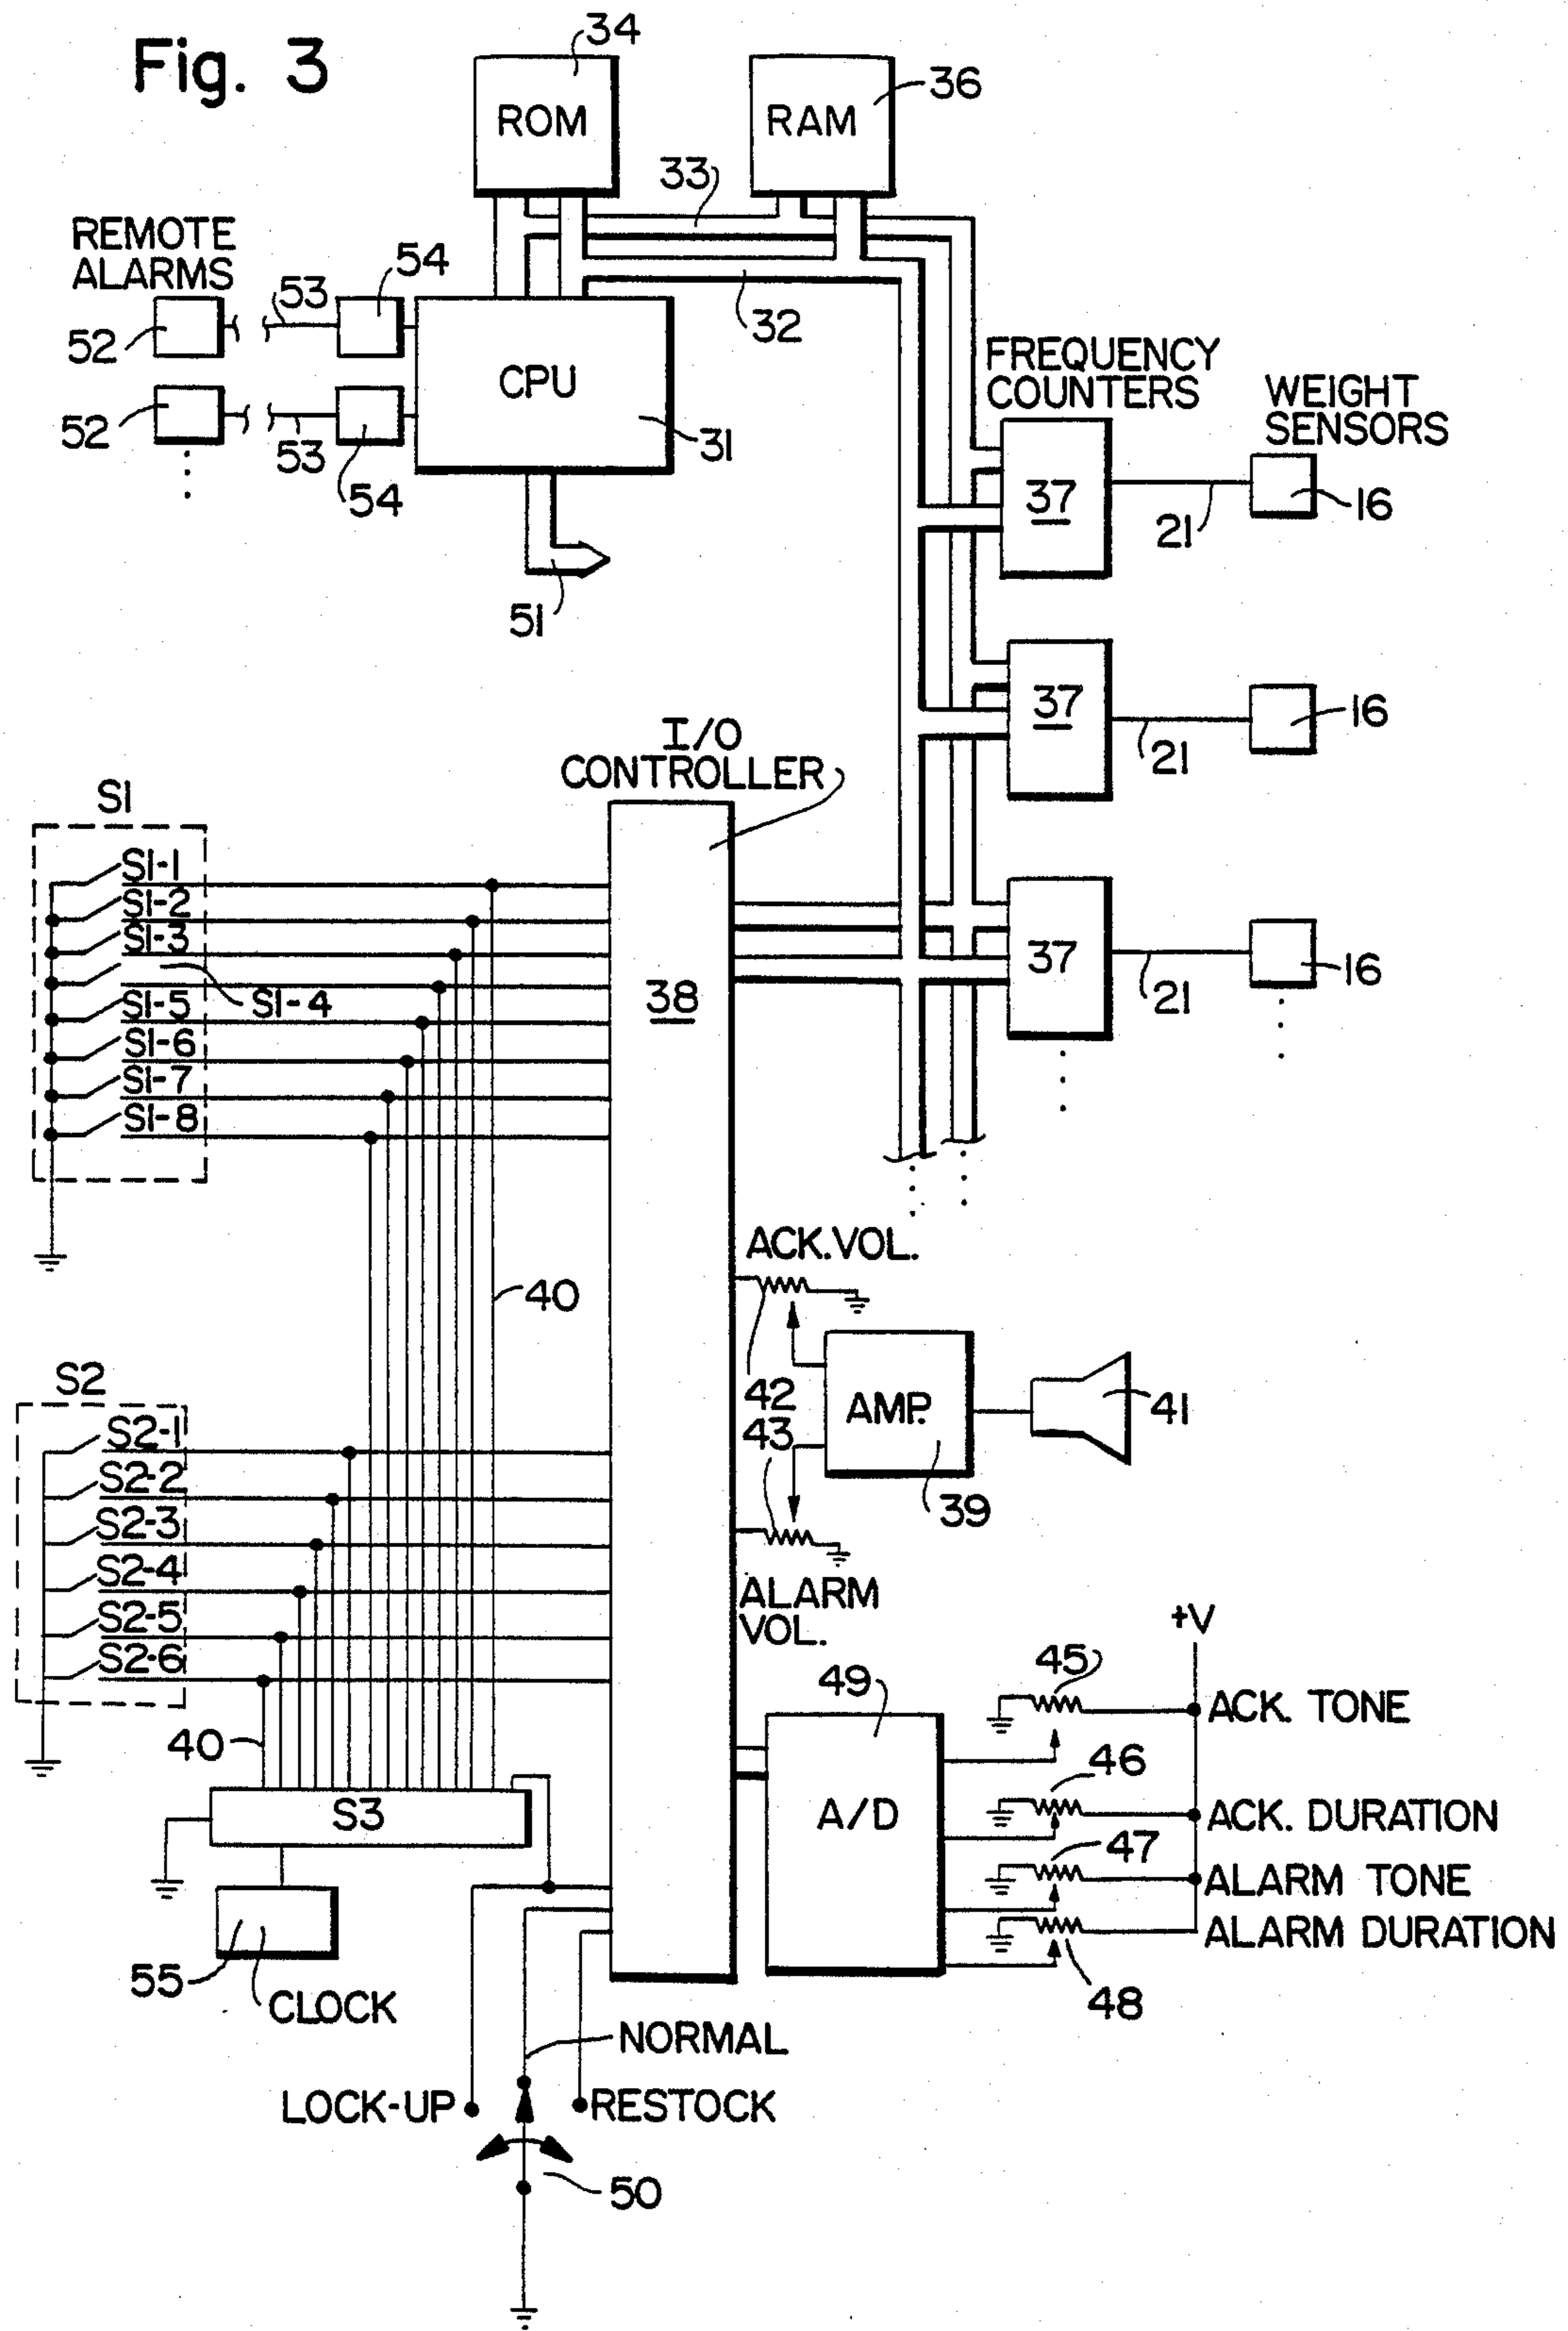 Fig. 3
34
ROM
36
RAM
33
REMOTE
ALARMS
54
53
52
32
CPU
FREQUENCY
COUNTERS
WEIGHT
SENSORS
52
53
54
31
37
21
16
51
37
21
16
I/O
CONTROLLER
S1
S1-1
S1-2
S1-3
S1-4
S1-5
S1-6
S1-7
S1-8
38
37
21
16
ACK. VOL.
40
42
43
AMP.
41
39
S2
S2-1
S2-2
S2-3
S2-4
S2-5
S2-6
ALARM
VOL.
+V
45
49
ACK. TONE
40
46
S3
A/D
ACK. DURATION
47
ALARM TONE
ALARM DURATION
48
55
CLOCK
NORMAL
LOCK-UP
RESTOCK
50